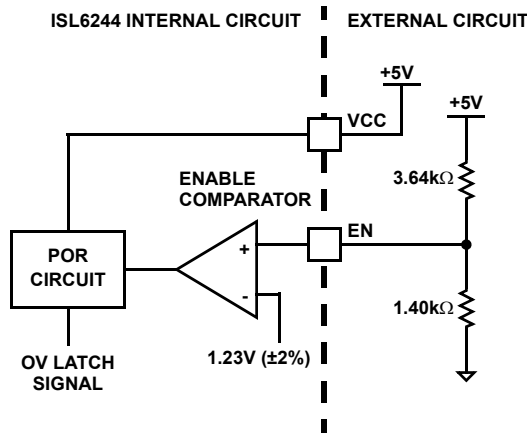 ISL6244 INTERNAL CIRCUIT
EXTERNAL CIRCUIT
+5V
VCC
+5V
3.64kΩ
ENABLE
COMPARATOR
EN
+
POR
CIRCUIT
-
1.40kΩ
1.23V (±2%)
OV LATCH
SIGNAL